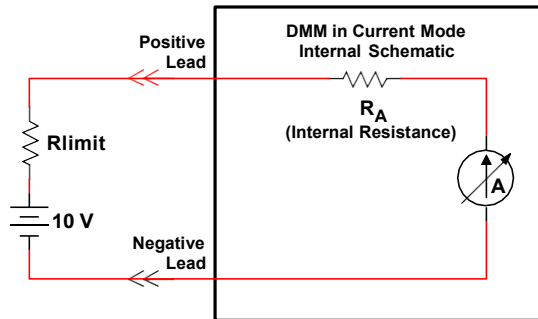 Positive
Lead
DMM in Current Mode
Internal Schematic
RA
(Internal Resistance)
Rlimit
A
10 V
Negative
Lead